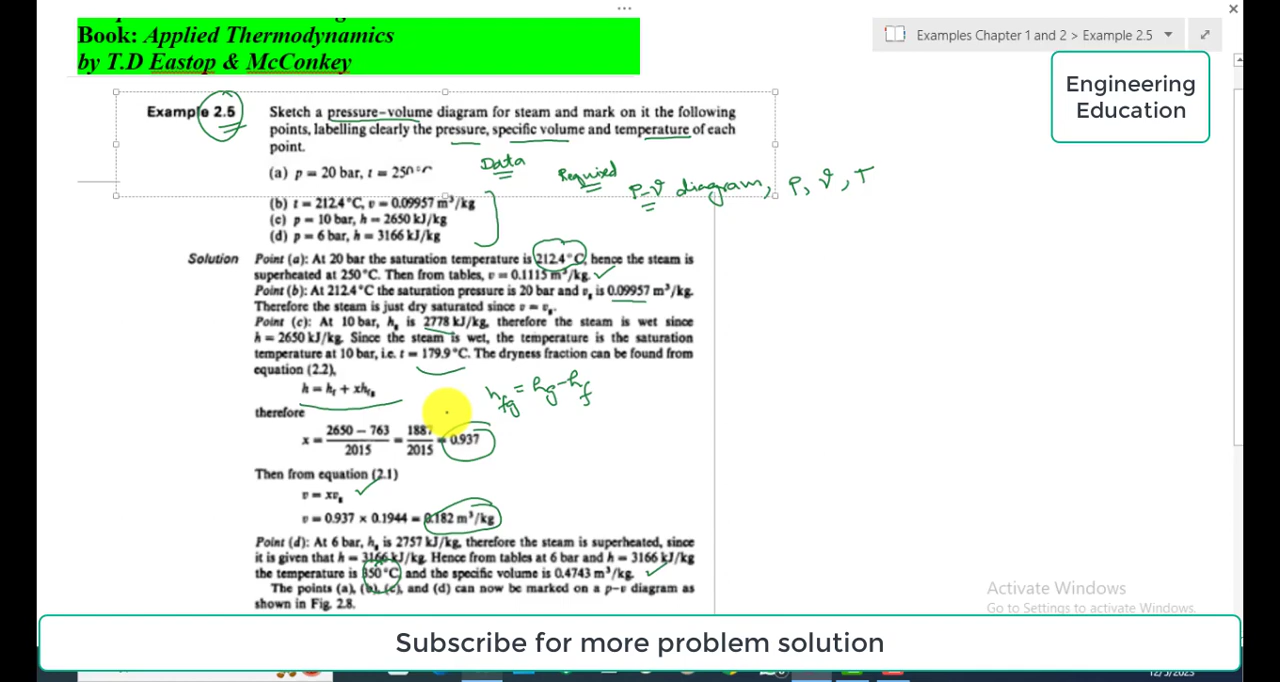 Book: Applied Thermodynamics
by T.D Eastop & McConkey
Examples Chapter 1 and 2 > Example 2.5
Engineering
Education
Example 2.5 Sketch a pressure-volume diagram for steam and mark on it the following
points, labelling clearly the pressure, specific volume and temperature of each
point.
Data
(a) p = 20 bar, t = 250°C
Required
P-V diagram, P, V, T
(b) t = 212.4°C, v = 0.09957 m³/kg
(c) p = 10 bar, h = 2650 kJ/kg
(d) p = 6 bar, h = 3166 kJ/kg
Solution Point (a): At 20 bar the saturation temperature is 212.4°C, hence the steam is
superheated at 250°C. Then from tables, v = 0.1115 m³/kg.
Point (b): At 212.4°C the saturation pressure is 20 bar and vg is 0.09957 m³/kg.
Therefore the steam is just dry saturated since v = vg.
Point (c): At 10 bar, hg is 2778 kJ/kg, therefore the steam is wet since
h = 2650 kJ/kg. Since the steam is wet, the temperature is the saturation
temperature at 10 bar, i.e. t = 179.9°C. The dryness fraction can be found from
equation (2.2),
h = hf + xhfg
hfg = hg - hf
therefore
x = 2650 - 763 / 2015 = 1887 / 2015 = 0.937
Then from equation (2.1)
v = xvg
v = 0.937 × 0.1944 = 0.182 m³/kg
Point (d): At 6 bar, hg is 2757 kJ/kg, therefore the steam is superheated, since
it is given that h = 3166 kJ/kg. Hence from tables at 6 bar and h = 3166 kJ/kg
the temperature is 350°C and the specific volume is 0.4743 m³/kg.
The points (a), (b), (c), and (d) can now be marked on a p-v diagram as
shown in Fig. 2.8.
Activate Windows
Go to Settings to activate Windows.
Subscribe for more problem solution